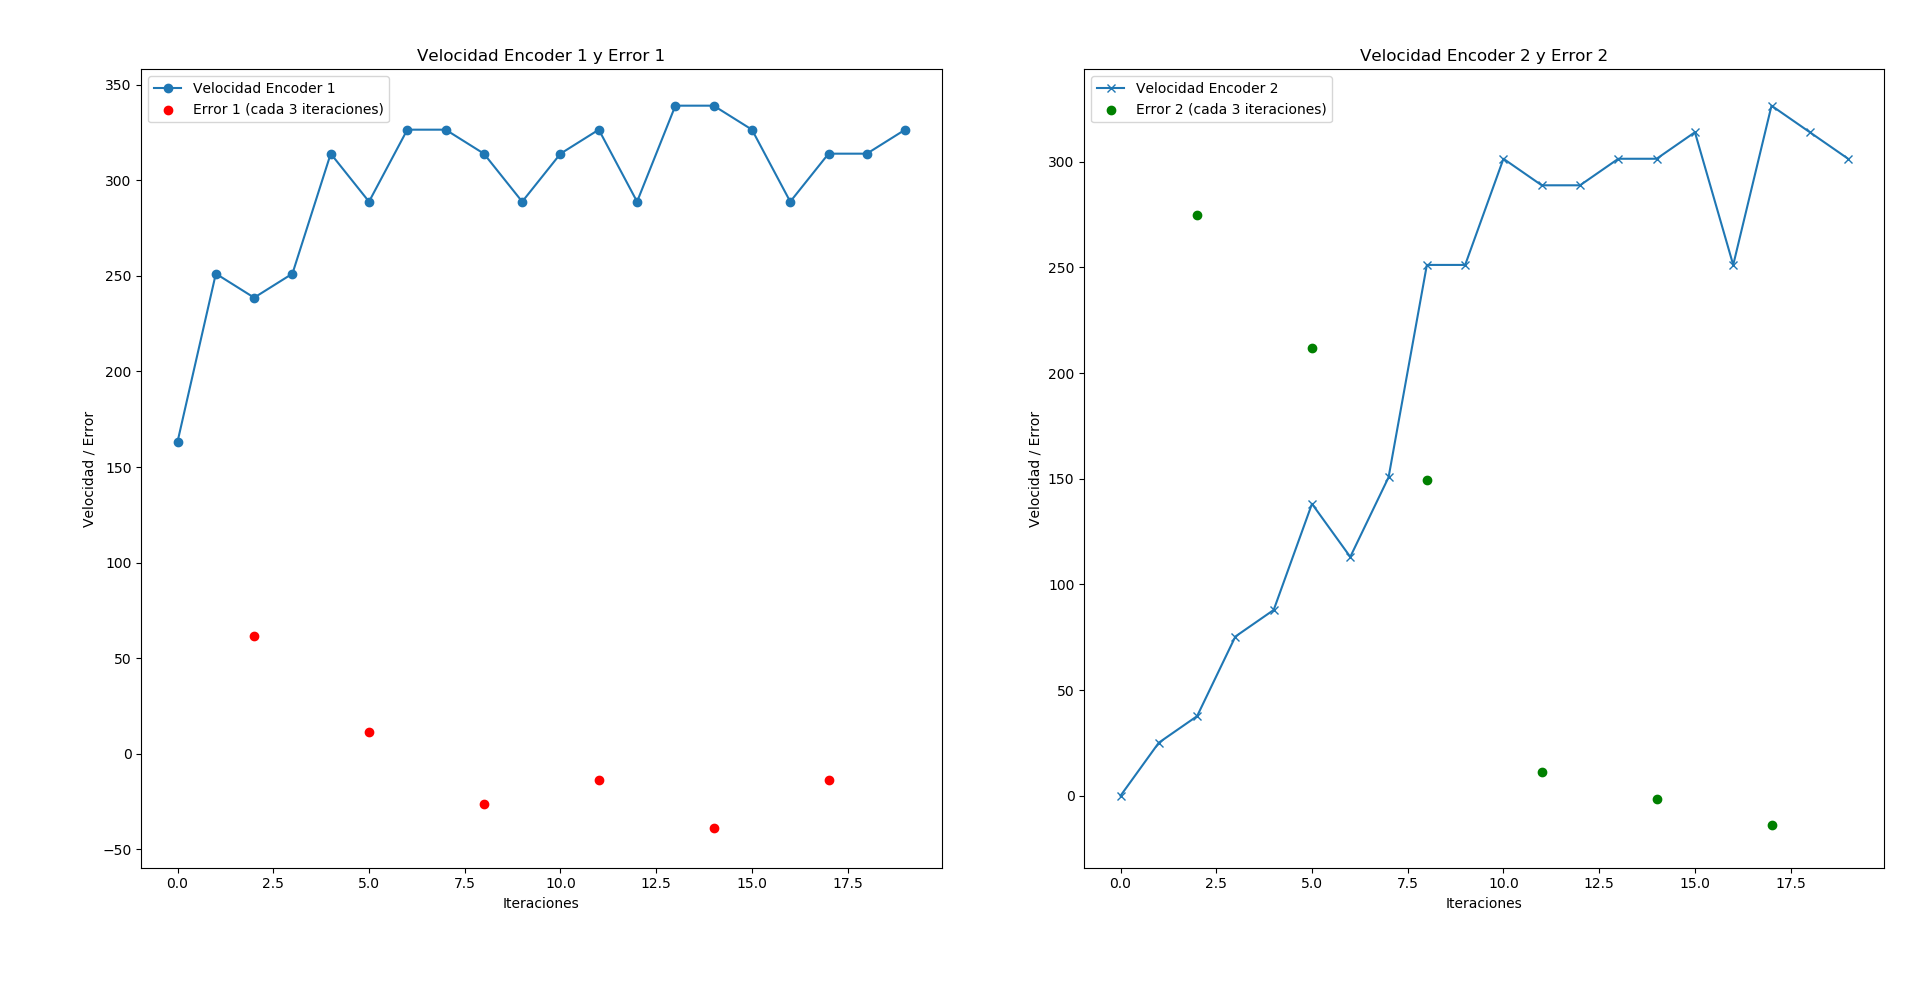 Velocidad Encoder 1 y Error 1
Velocidad Encoder 1
Error 1 (cada 3 iteraciones)
350
300
250
200
150
100
50
0
−50
Velocidad / Error
0.0 2.5 5.0 7.5 10.0 12.5 15.0 17.5
Iteraciones
Velocidad Encoder 2 y Error 2
Velocidad Encoder 2
Error 2 (cada 3 iteraciones)
300
250
200
150
100
50
0
Velocidad / Error
0.0 2.5 5.0 7.5 10.0 12.5 15.0 17.5
Iteraciones